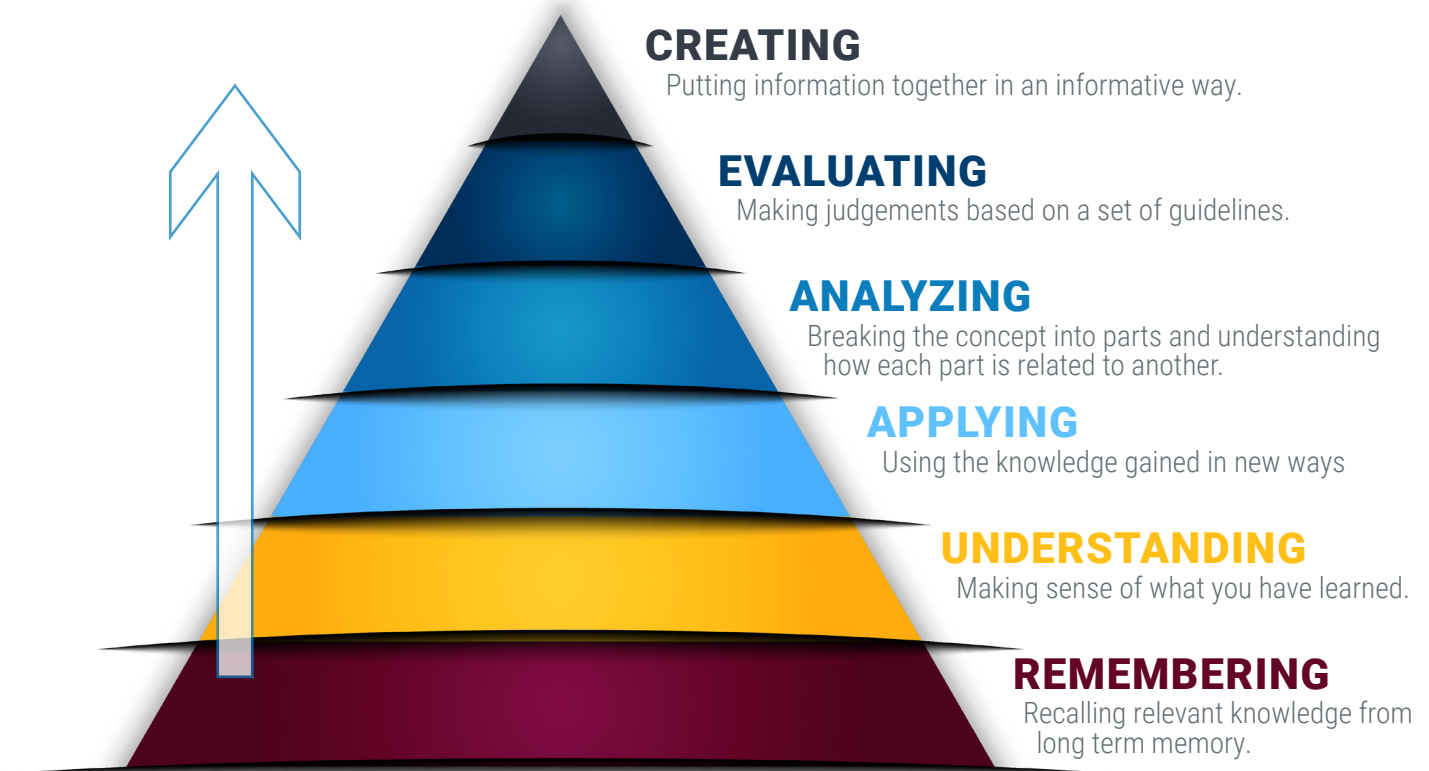 CREATING
Putting information together in an informative way.
EVALUATING
Making judgements based on a set of guidelines.
ANALYZING
Breaking the concept into parts and understanding
how each part is related to another.
APPLYING
Using the knowledge gained in new ways
UNDERSTANDING
Making sense of what you have learned.
REMEMBERING
Recalling relevant knowledge from
long term memory.